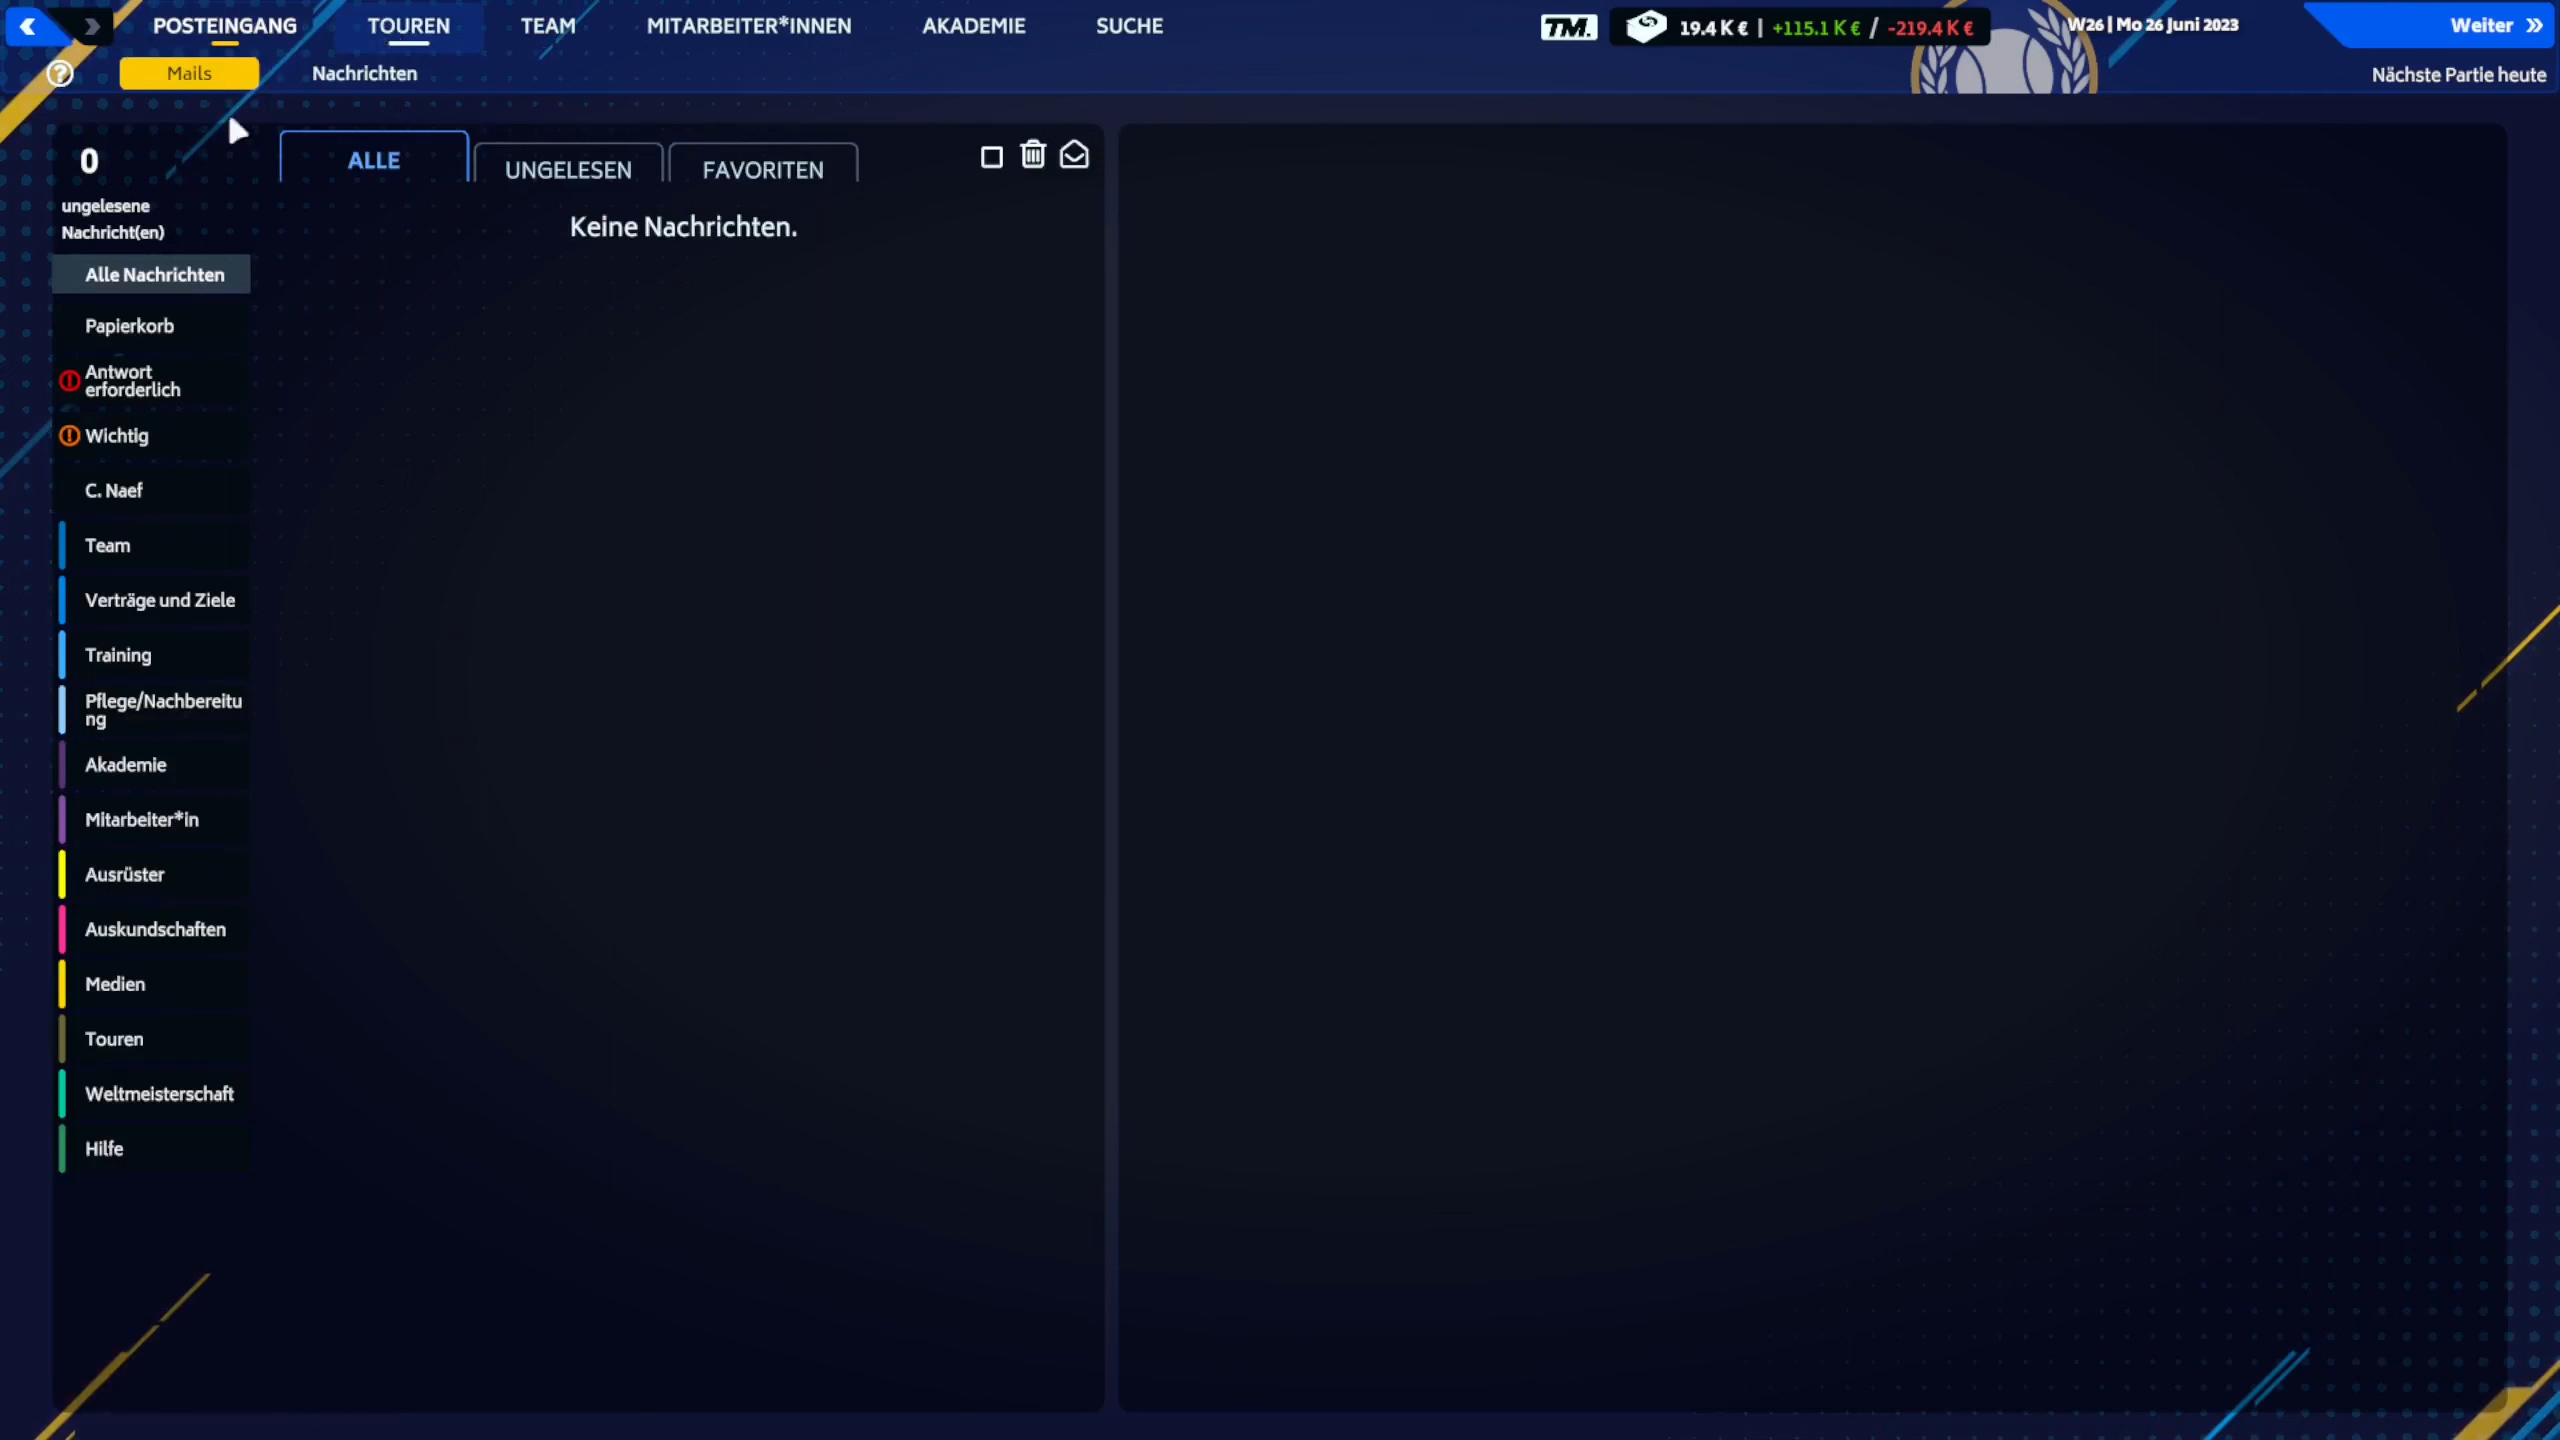 POSTEINGANG
TOUREN
TEAM
MITARBEITER*INNEN
AKADEMIE
SUCHE
TM.
19.4 K € | +115.1 K € / -219.4 K €
W26 | Mo 26 Juni 2023
Weiter
Mails
Nachrichten
Nächste Partie heute
0
ungelesene
Nachricht(en)
ALLE
UNGELESEN
FAVORITEN
Keine Nachrichten.
Alle Nachrichten
Papierkorb
Antwort
erforderlich
Wichtig
C. Naef
Team
Verträge und Ziele
Training
Pflege/Nachbereitu
ng
Akademie
Mitarbeiter*in
Ausrüster
Auskundschaften
Medien
Touren
Weltmeisterschaft
Hilfe